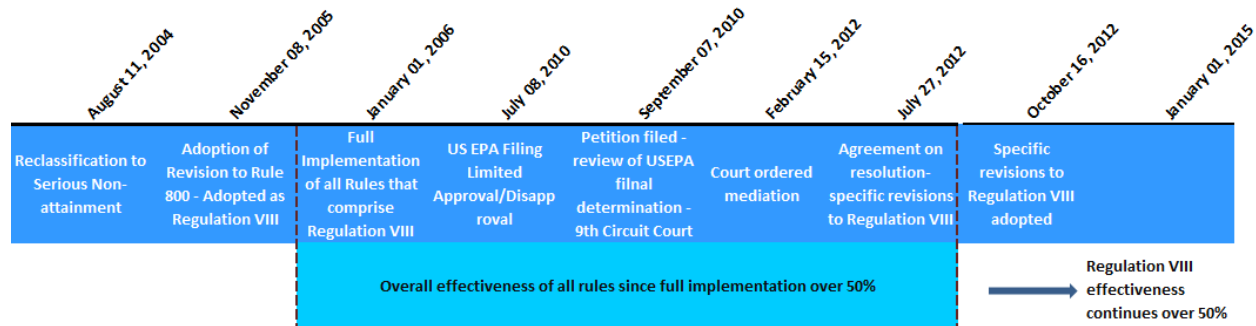 August 11, 2004
November 08, 2005
January 01, 2006
July 08, 2010
September 07, 2010
February 15, 2012
July 27, 2012
October 16, 2012
January 01, 2015
Reclassification to
Serious Non-
attainment
Adoption of
Revision to Rule
800 - Adopted as
Regulation VIII
Full
Implementation
of all Rules that
comprise
Regulation VIII
US EPA Filing
Limited
Approval/Disapp
roval
Petition filed -
review of USEPA
filnal
determination -
9th Circuit Court
Court ordered
mediation
Agreement on
resolution-
specific revisions
to Regulation VIII
Specific
revisions to
Regulation VIII
adopted
Overall effectiveness of all rules since full implementation over 50%
Regulation VIII
effectiveness
continues over 50%